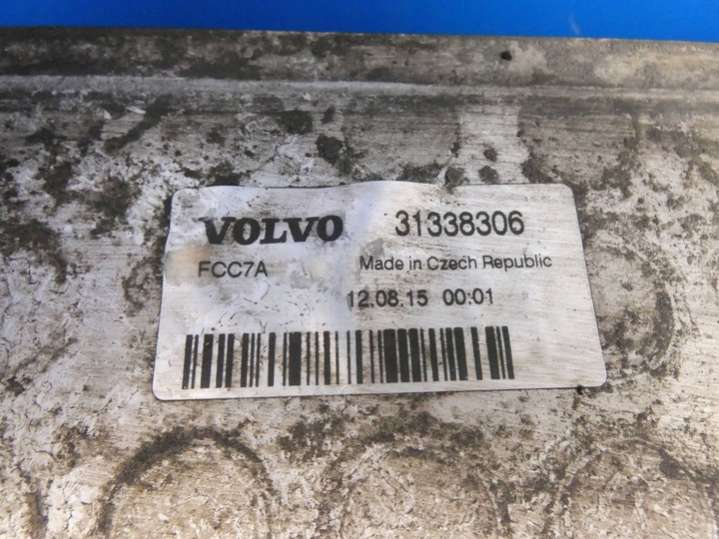 VOLVO 31338306
FCC7A Made in Czech Republic
12.08.15 00:01